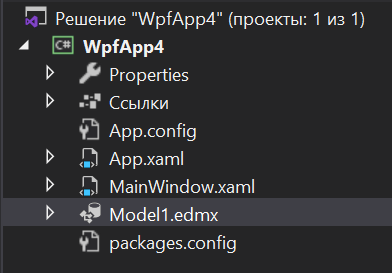 Решение "WpfApp4" (проекты: 1 из 1)
C# WpfApp4
Properties
Ссылки
App.config
App.xaml
MainWindow.xaml
Model1.edmx
packages.config